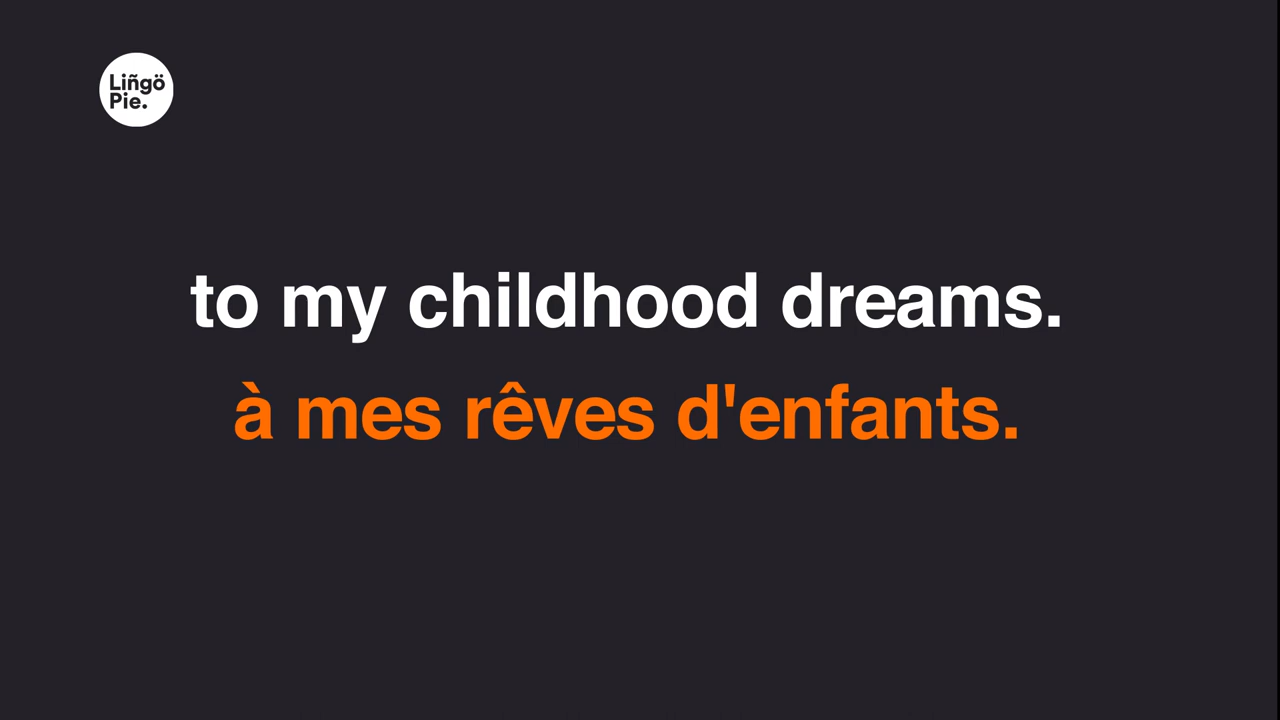 Liñgö
Pie.
to my childhood dreams.
à mes rêves d'enfants.